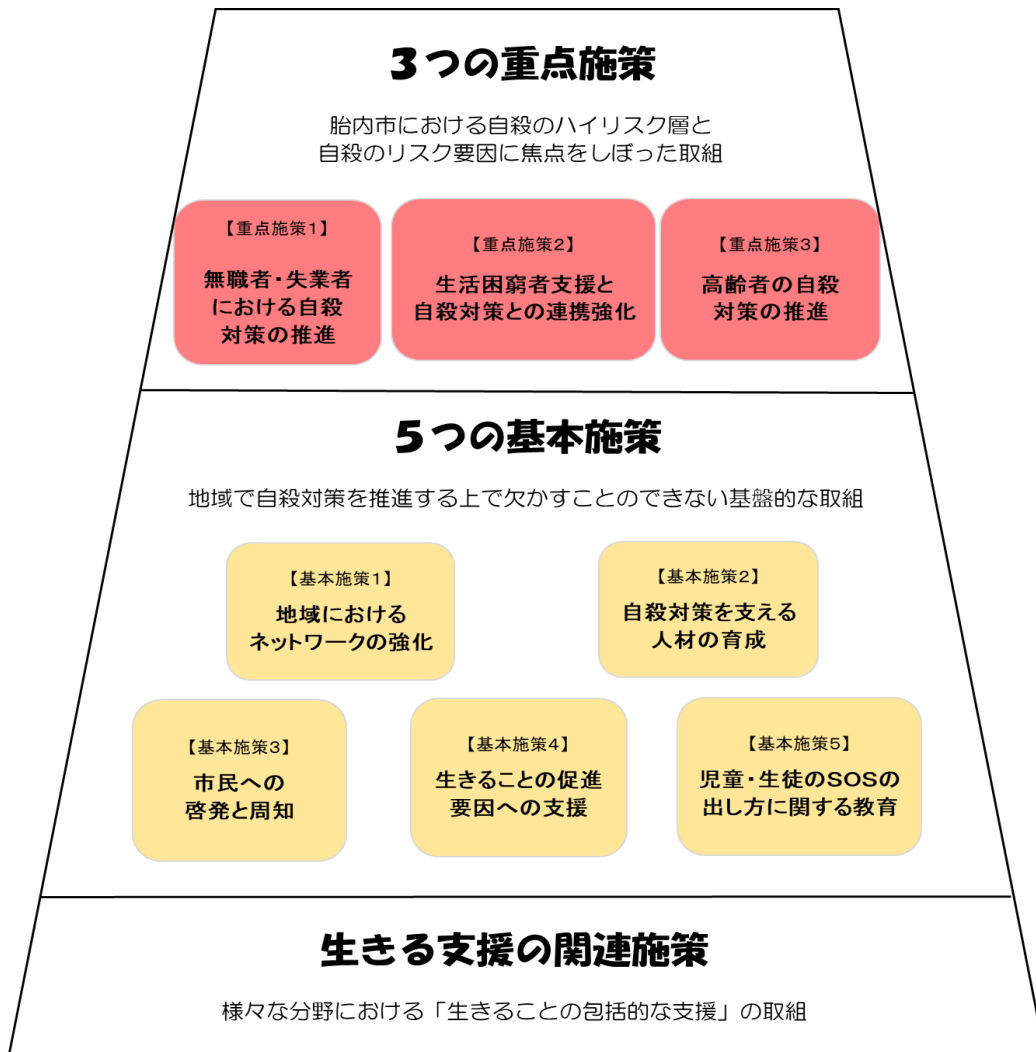 3つの重点施策
胎内市における自殺のハイリスク層と
自殺のリスク要因に焦点をしぼった取組
【重点施策1】
無職者・失業者
における自殺
対策の推進
【重点施策2】
生活困窮者支援と
自殺対策との連携強化
【重点施策3】
高齢者の自殺
対策の推進
5つの基本施策
地域で自殺対策を推進する上で欠かすことのできない基盤的な取組
【基本施策1】
地域における
ネットワークの強化
【基本施策2】
自殺対策を支える
人材の育成
【基本施策3】
市民への
啓発と周知
【基本施策4】
生きることの促進
要因への支援
【基本施策5】
児童・生徒のSOSの
出し方に関する教育
生きる支援の関連施策
様々な分野における「生きることの包括的な支援」の取組